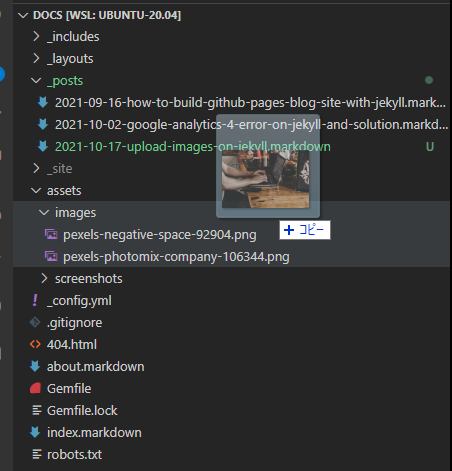 DOCS [WSL: UBUNTU-20.04]
_includes
_layouts
_posts
2021-09-16-how-to-build-github-pages-blog-site-with-jekyll.mark...
2021-10-02-google-analytics-4-error-on-jekyll-and-solution.markd...
2021-10-17-upload-images-on-jekyll.markdown U
_site
assets
images
+ コピー
pexels-negative-space-92904.png
pexels-photomix-company-106344.png
screenshots
! _config.yml
.gitignore
<> 404.html
about.markdown
Gemfile
Gemfile.lock
index.markdown
robots.txt